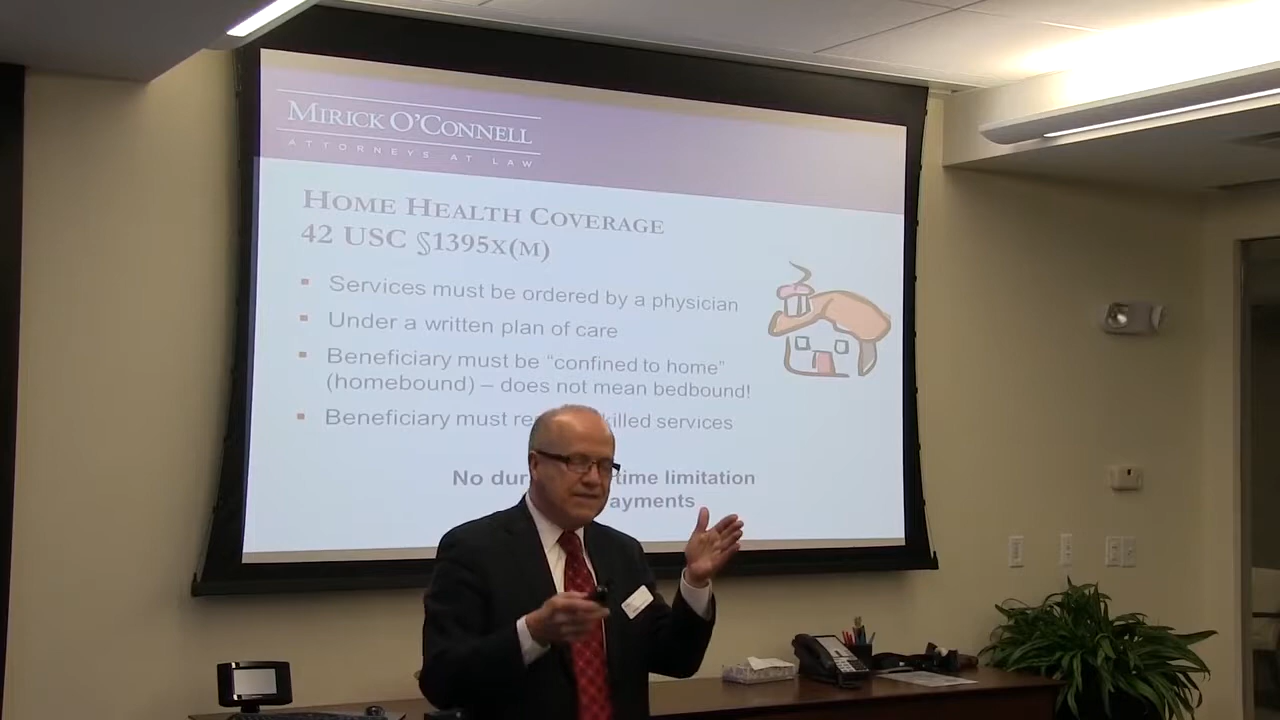 MIRICK O'CONNELL
ATTORNEYS AT LAW
HOME HEALTH COVERAGE
42 USC §1395X(M)
Services must be ordered by a physician
Under a written plan of care
Beneficiary must be “confined to home”
(homebound) – does not mean bedbound!
Beneficiary must killed services
No time limitation
ayments